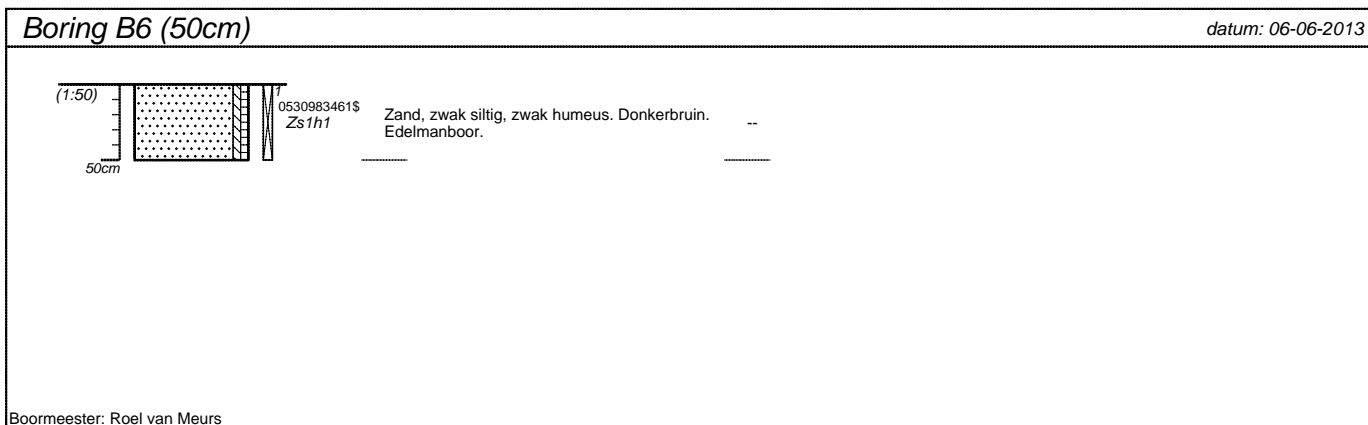 Boring B6 (50cm)
datum: 06-06-2013
(1:50)
1
0530983461$
Zs1h1
Zand, zwak siltig, zwak humeus. Donkerbruin.
Edelmanboor.
--
50cm
Boormeester: Roel van Meurs